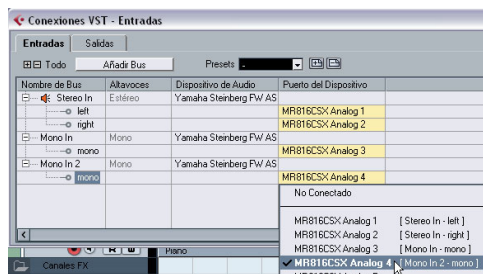 Conexiones VST - Entradas
Entradas Salidas
Todo Añadir Bus Presets -
Nombre de Bus Altavoces Dispositivo de Audio Puerto del Dispositivo
Stereo In Estéreo Yamaha Steinberg FW AS
left MR816CSX Analog 1
right MR816CSX Analog 2
Mono In Mono Yamaha Steinberg FW AS
mono MR816CSX Analog 3
Mono In 2 Mono Yamaha Steinberg FW AS
mono MR816CSX Analog 4
No Conectado
MR816CSX Analog 1 [ Stereo In - left ]
MR816CSX Analog 2 [ Stereo In - right ]
MR816CSX Analog 3 [ Mono In - mono ]
MR816CSX Analog 4 [ Mono In 2 - mono ]
R W Piano
Canales FX